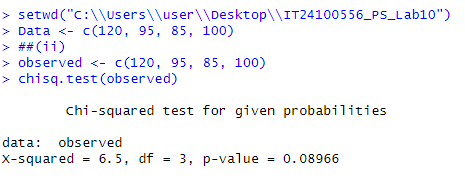 > setwd("C:\\Users\\user\\Desktop\\IT24100556_PS_Lab10")
> Data <- c(120, 95, 85, 100)
> ##(ii)
> observed <- c(120, 95, 85, 100)
> chisq.test(observed)
Chi-squared test for given probabilities
data:  observed
X-squared = 6.5, df = 3, p-value = 0.08966